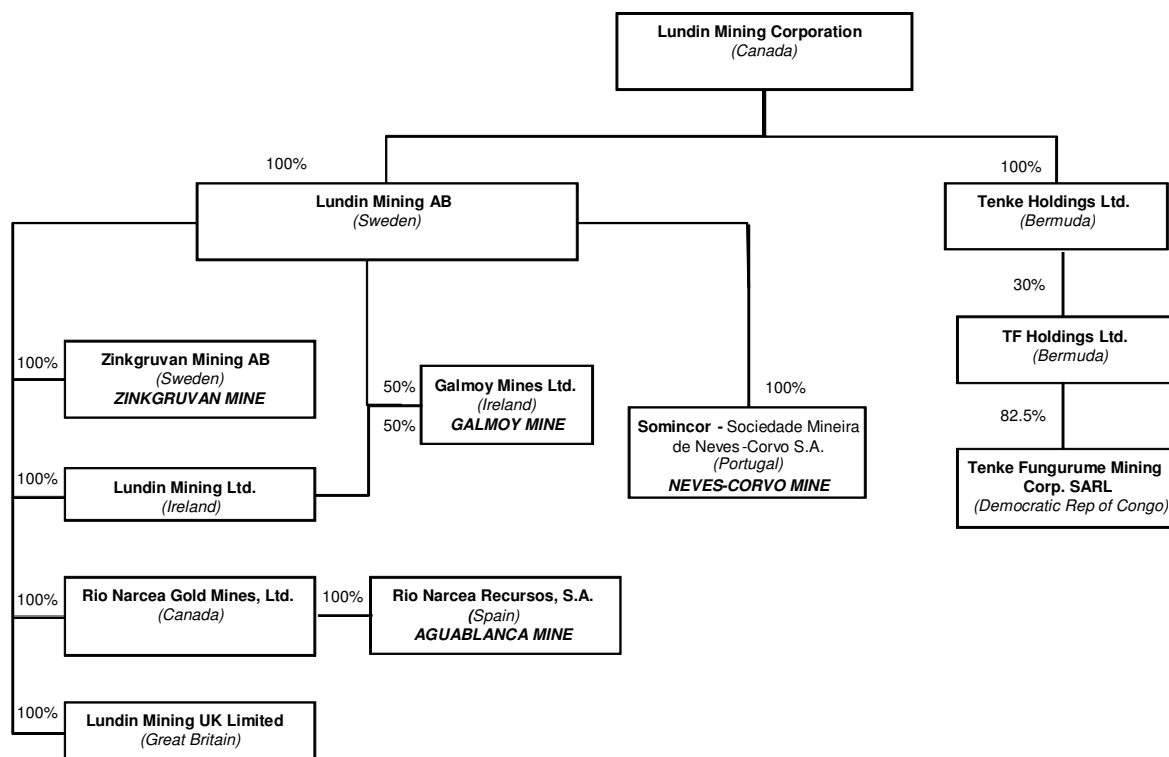 Lundin Mining Corporation
(Canada)
100%
100%
Lundin Mining AB
(Sweden)
Tenke Holdings Ltd.
(Bermuda)
30%
TF Holdings Ltd.
(Bermuda)
100%
Zinkgruvan Mining AB
(Sweden)
ZINKGRUVAN MINE
50%
50%
Galmoy Mines Ltd.
(Ireland)
GALMOY MINE
100%
82.5%
Somincor - Sociedade Mineira
de Neves-Corvo S.A.
(Portugal)
NEVES-CORVO MINE
Tenke Fungurume Mining
Corp. SARL
(Democratic Rep of Congo)
100%
Lundin Mining Ltd.
(Ireland)
100%
Rio Narcea Gold Mines, Ltd.
(Canada)
100%
Rio Narcea Recursos, S.A.
(Spain)
AGUABLANCA MINE
100%
Lundin Mining UK Limited
(Great Britain)